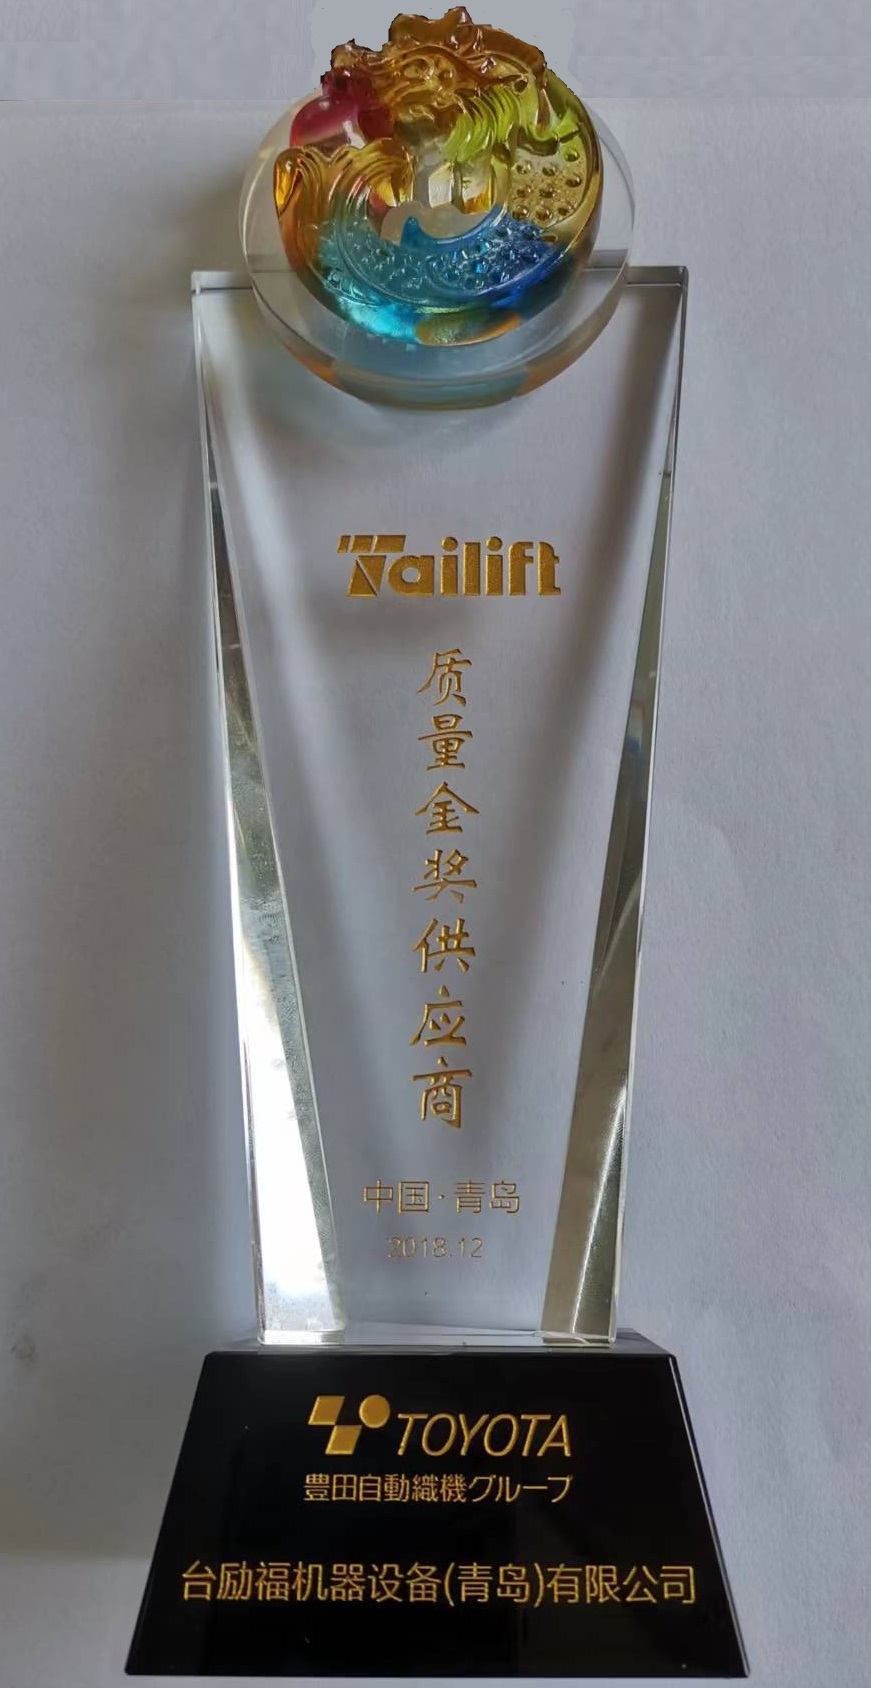 Tailift
质量金奖供应商
中国·青岛
2018.12
TOYOTA
豊田自動織機グループ
台励福机器设备(青岛)有限公司